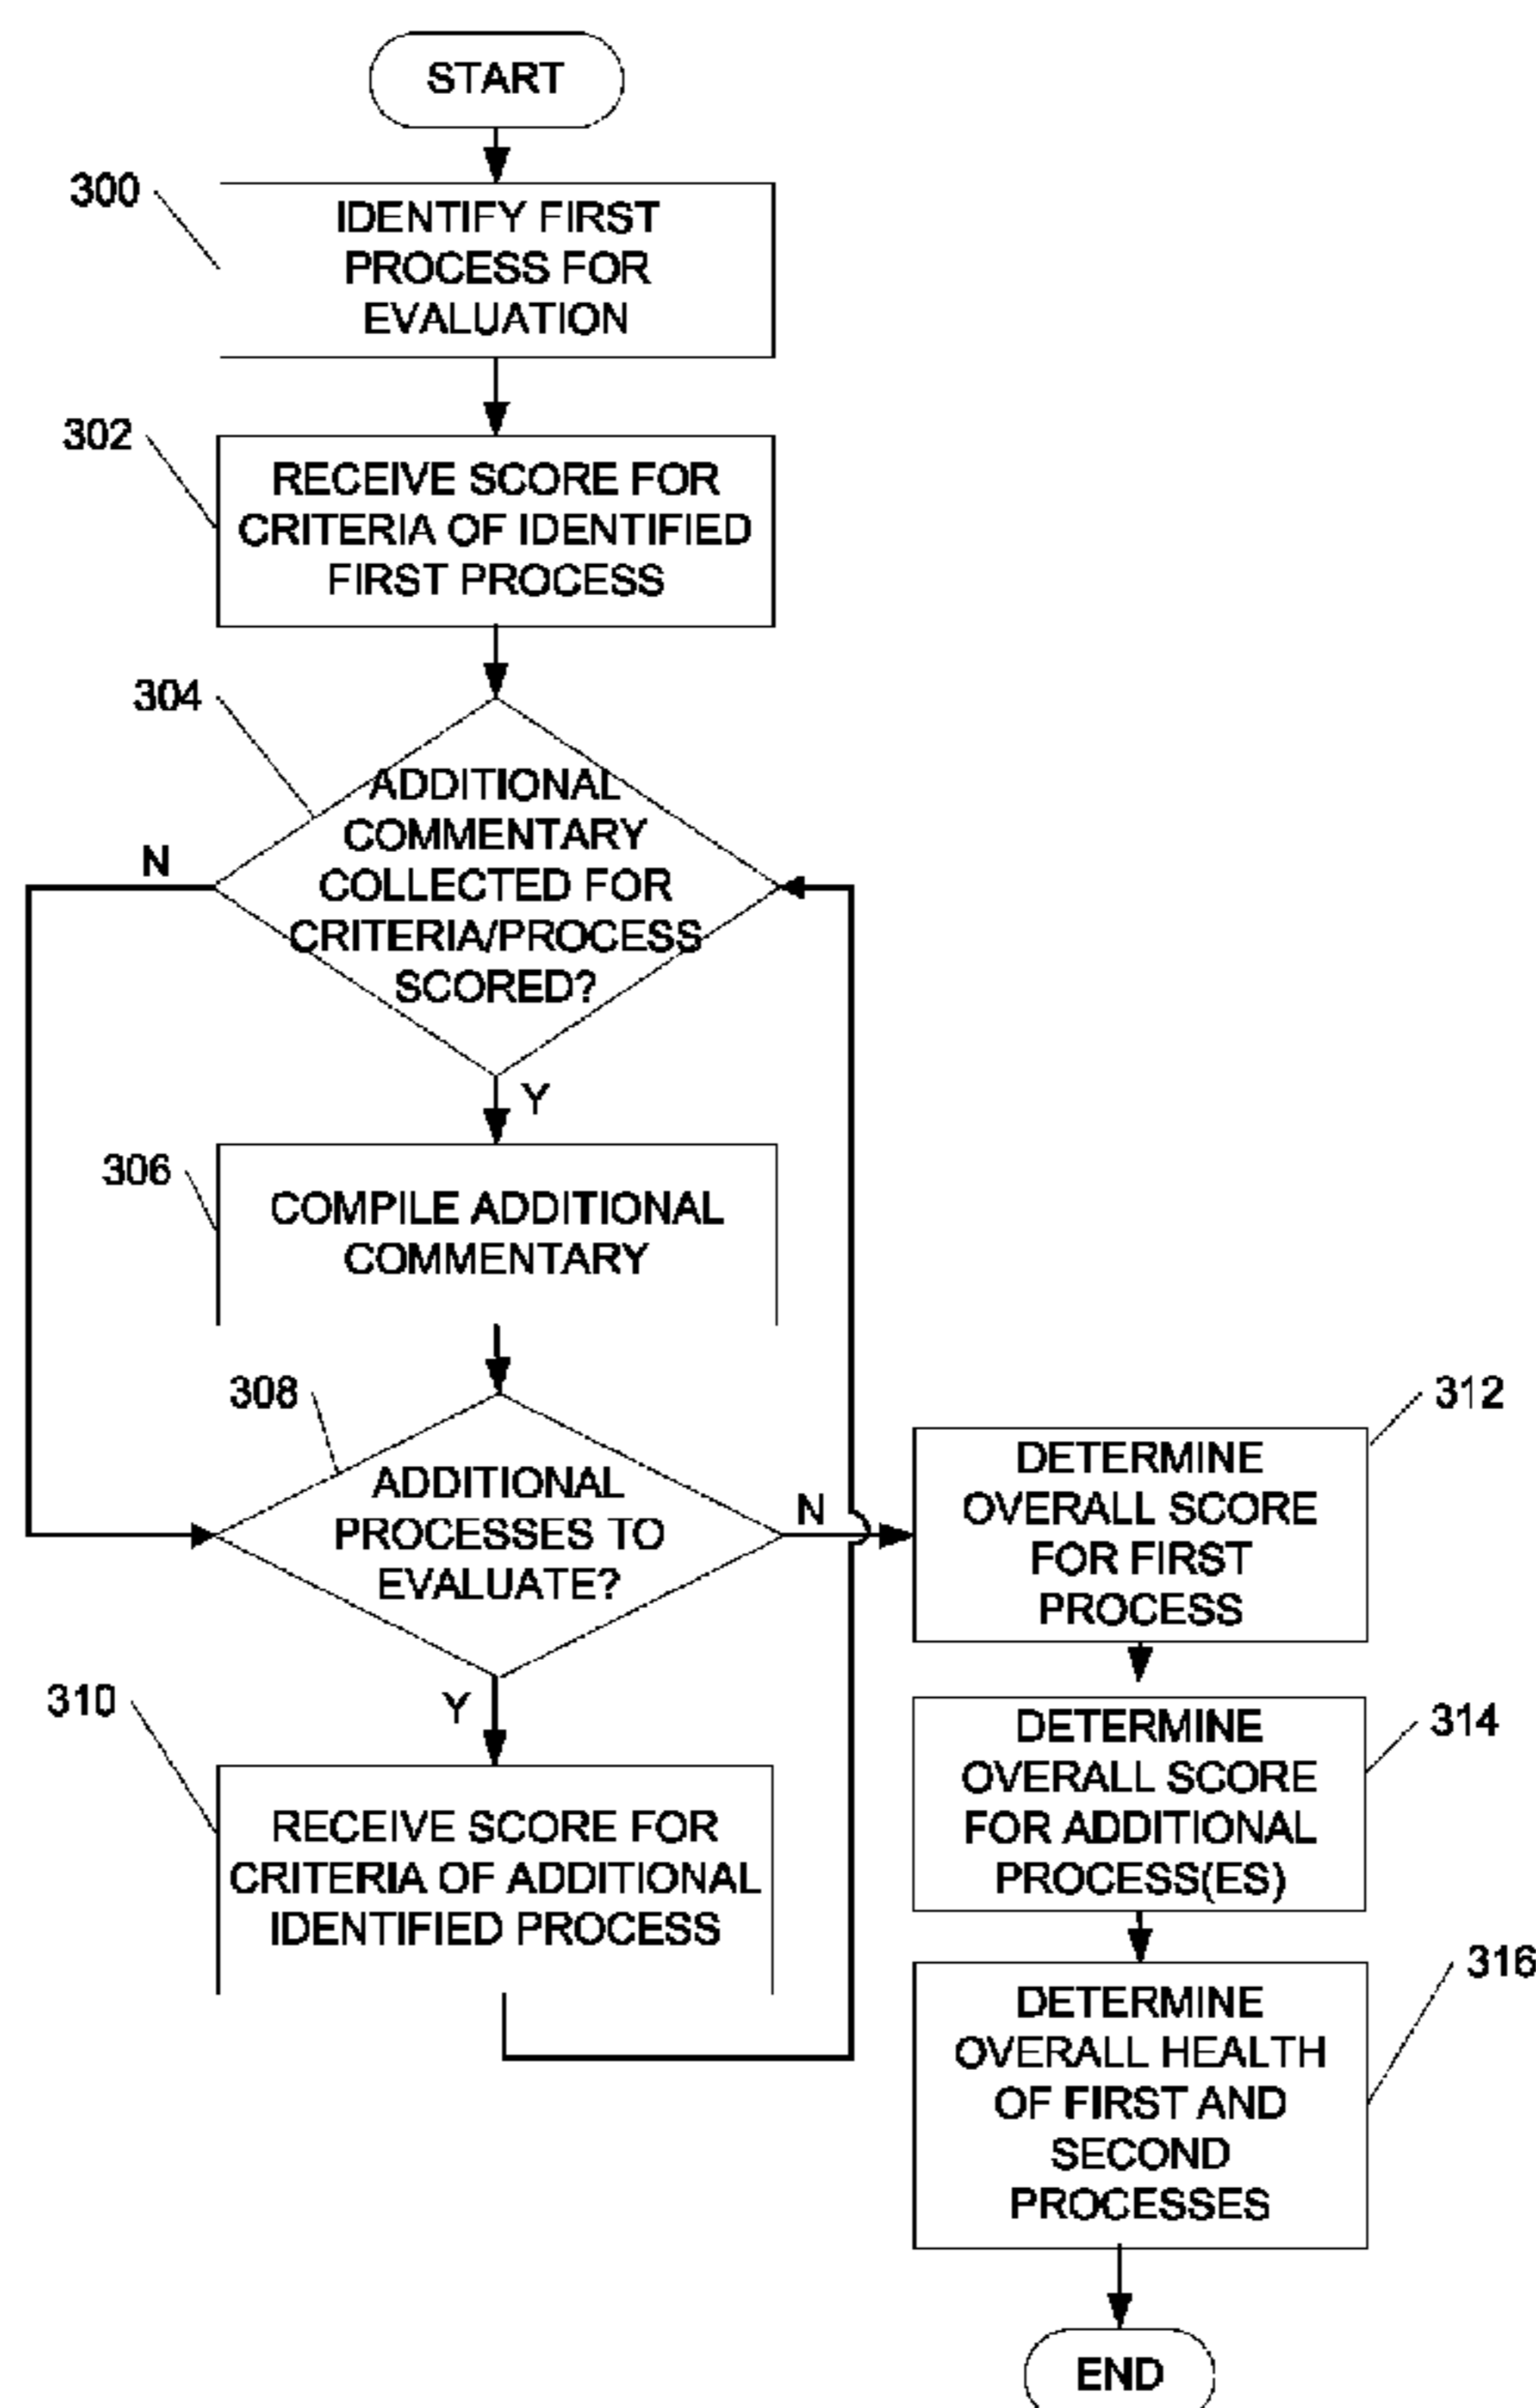 START
300
IDENTIFY FIRST
PROCESS FOR
EVALUATION
302
RECEIVE SCORE FOR
CRITERIA OF IDENTIFIED
FIRST PROCESS
304
ADDITIONAL
COMMENTARY
COLLECTED FOR
CRITERIA/PROCESS
SCORED?
N
Y
306
COMPILE ADDITIONAL
COMMENTARY
308
ADDITIONAL
PROCESSES TO
EVALUATE?
N
Y
310
RECEIVE SCORE FOR
CRITERIA OF ADDITIONAL
IDENTIFIED PROCESS
312
DETERMINE
OVERALL SCORE
FOR FIRST
PROCESS
314
DETERMINE
OVERALL SCORE
FOR ADDITIONAL
PROCESS(ES)
316
DETERMINE
OVERALL HEALTH
OF FIRST AND
SECOND
PROCESSES
END